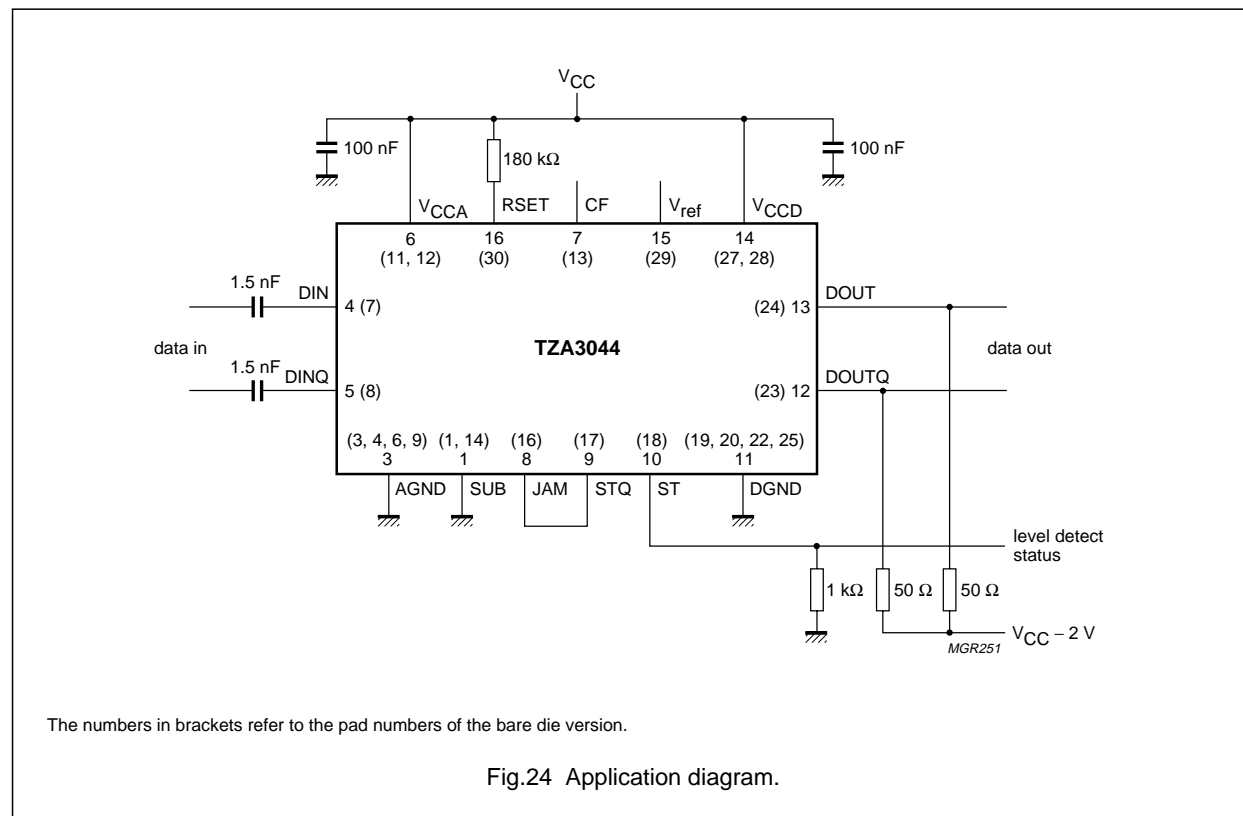 VCC
100 nF
180 kΩ
100 nF
VCCA
RSET
CF
Vref
VCCD
6
16
7
15
14
(11, 12)
(30)
(13)
(29)
(27, 28)
1.5 nF
DIN
4 (7)
(24) 13
DOUT
data in
TZA3044
data out
1.5 nF
DINQ
5 (8)
(23) 12
DOUTQ
(3, 4, 6, 9)
(1, 14)
(16)
(17)
(18)
(19, 20, 22, 25)
3
1
8
9
10
11
AGND
SUB
JAM
STQ
ST
DGND
level detect
status
1 kΩ
50 Ω
50 Ω
VCC – 2 V
MGR251
The numbers in brackets refer to the pad numbers of the bare die version.
Fig.24 Application diagram.